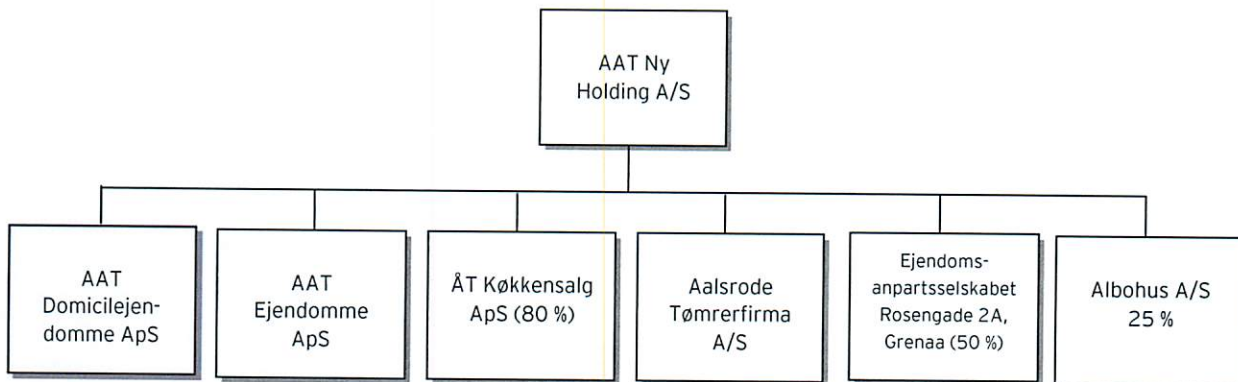 AAT Ny
Holding A/S
AAT
Domicilejen-
domme ApS
AAT
Ejendomme
ApS
ÅT Køkkensalg
ApS (80 %)
Aalsrode
Tømrerfirma
A/S
Ejendoms-
anpartsselskabet
Rosengade 2A,
Grenaa (50 %)
Albohus A/S
25 %